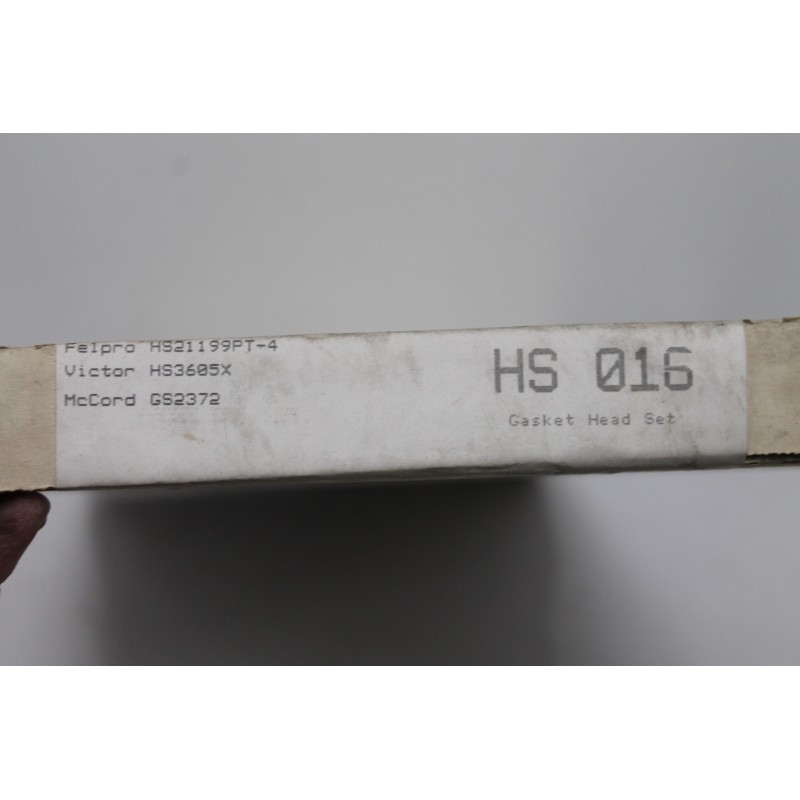 Felpro HS21199PT-4
Victor HS3605X
McCord GS2372
HS 016
Gasket Head Set